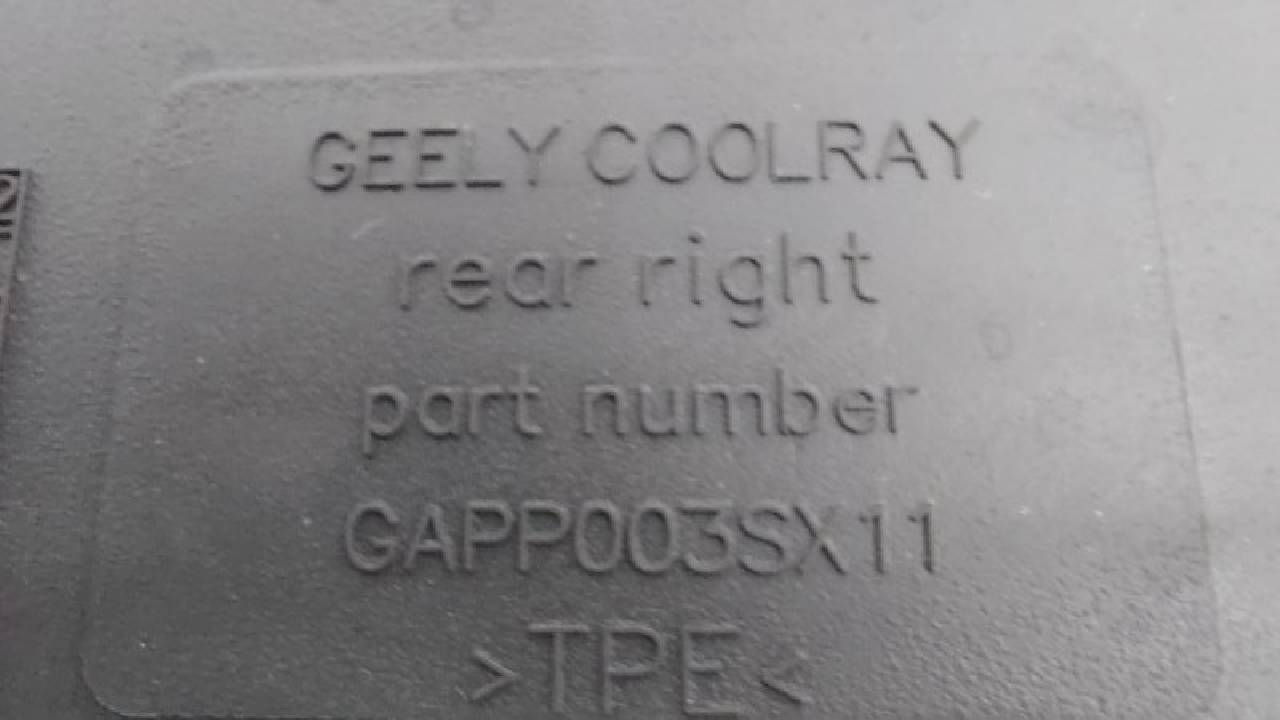 GEELY COOLRAY
rear right
part number
GAPP003SX11
>TPE<